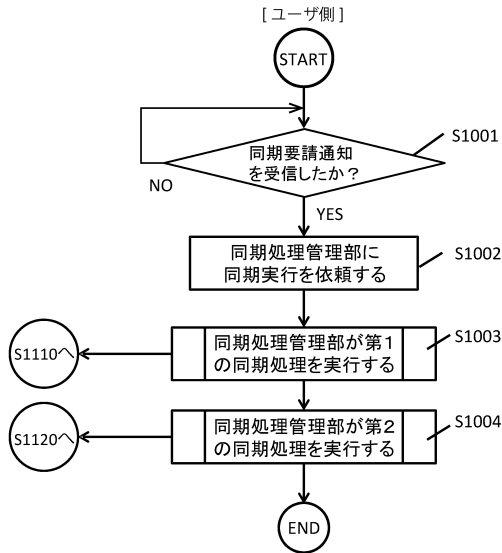 [ ユーザ側 ]
START
同期要請通知
を受信したか？
S1001
NO
YES
同期処理管理部に
同期実行を依頼する
S1002
同期処理管理部が第1
の同期処理を実行する
S1003
S1110へ
同期処理管理部が第2
の同期処理を実行する
S1004
S1120へ
END